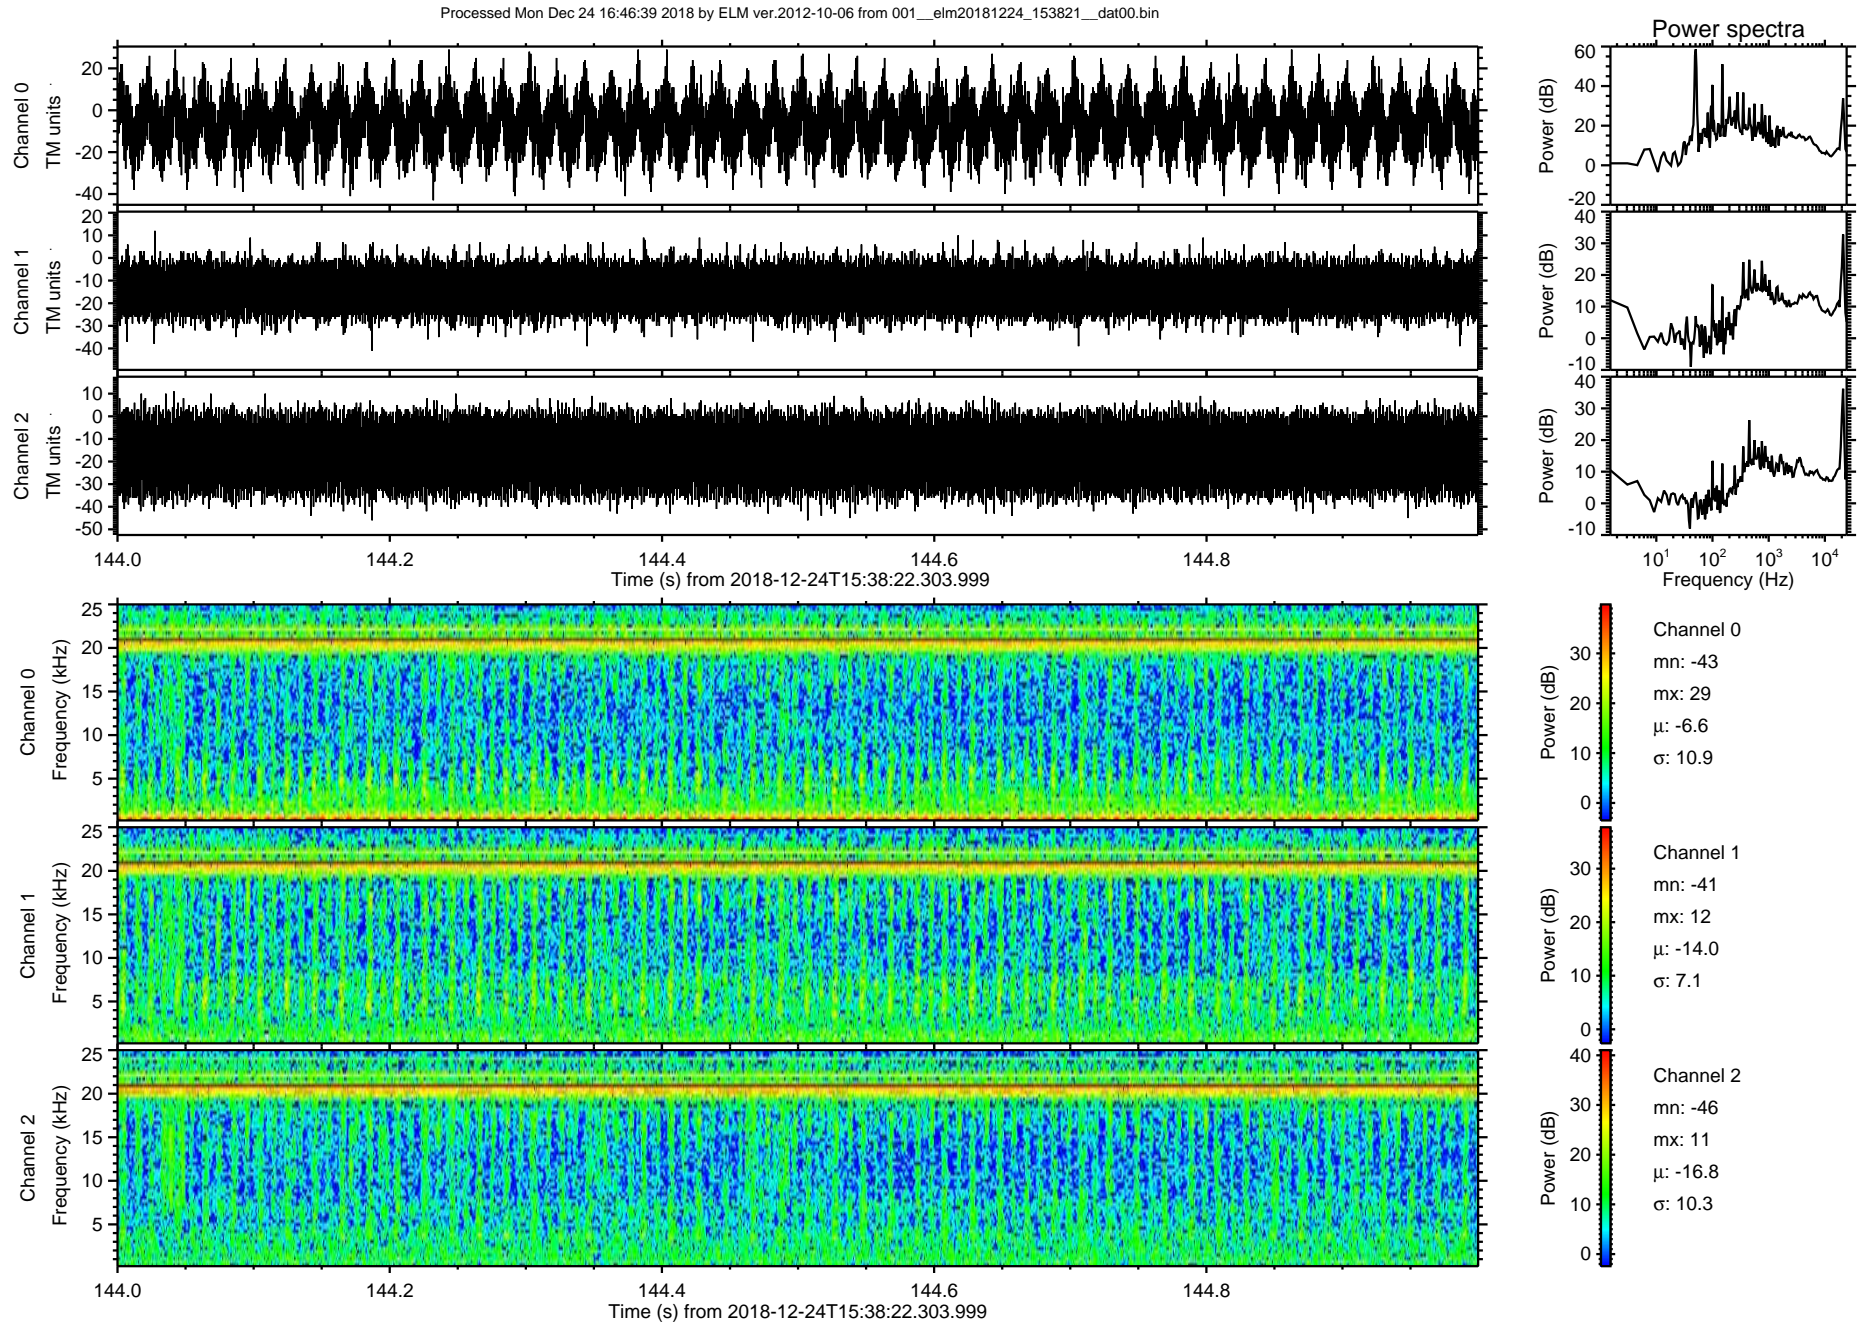 Processed Mon Dec 24 16:46:39 2018 by ELM ver.2012-10-06 from 001__elm20181224_153821__dat00.bin
Power spectra
Channel 0
TM units
20
0
-20
-40
Power (dB)
60
40
20
0
-20
Channel 1
TM units
20
10
0
-10
-20
-30
-40
Power (dB)
40
30
20
10
0
-10
Channel 2
TM units
10
0
-10
-20
-30
-40
-50
Power (dB)
40
30
20
10
0
-10
144.0 144.2 144.4 144.6 144.8
Time (s) from 2018-12-24T15:38:22.303.999
10^1 10^2 10^3 10^4
Frequency (Hz)
Channel 0
Frequency (kHz)
25
20
15
10
5
Power (dB)
30
20
10
0
Channel 0
mn: -43
mx: 29
μ: -6.6
σ: 10.9
Channel 1
Frequency (kHz)
25
20
15
10
5
Power (dB)
30
20
10
0
Channel 1
mn: -41
mx: 12
μ: -14.0
σ: 7.1
Channel 2
Frequency (kHz)
25
20
15
10
5
Power (dB)
40
30
20
10
0
Channel 2
mn: -46
mx: 11
μ: -16.8
σ: 10.3
144.0 144.2 144.4 144.6 144.8
Time (s) from 2018-12-24T15:38:22.303.999